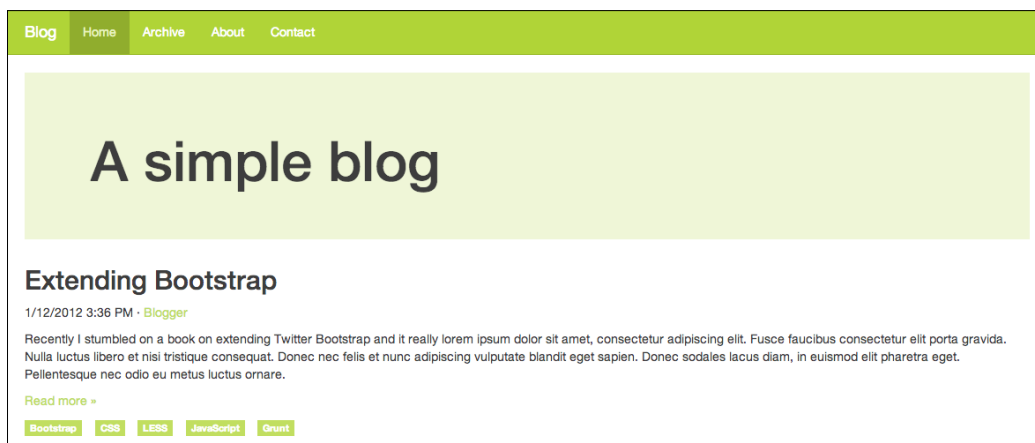 Blog Home Archive About Contact
A simple blog
Extending Bootstrap
1/12/2012 3:36 PM · Blogger
Recently I stumbled on a book on extending Twitter Bootstrap and it really lorem ipsum dolor sit amet, consectetur adipiscing elit. Fusce faucibus consectetur elit porta gravida.
Nulla luctus libero et nisi tristique consequat. Donec nec felis et nunc adipiscing vulputate blandit eget sapien. Donec sodales lacus diam, in euismod elit pharetra eget.
Pellentesque nec odio eu metus luctus ornare.
Read more »
Bootstrap CSS LESS JavaScript Grunt